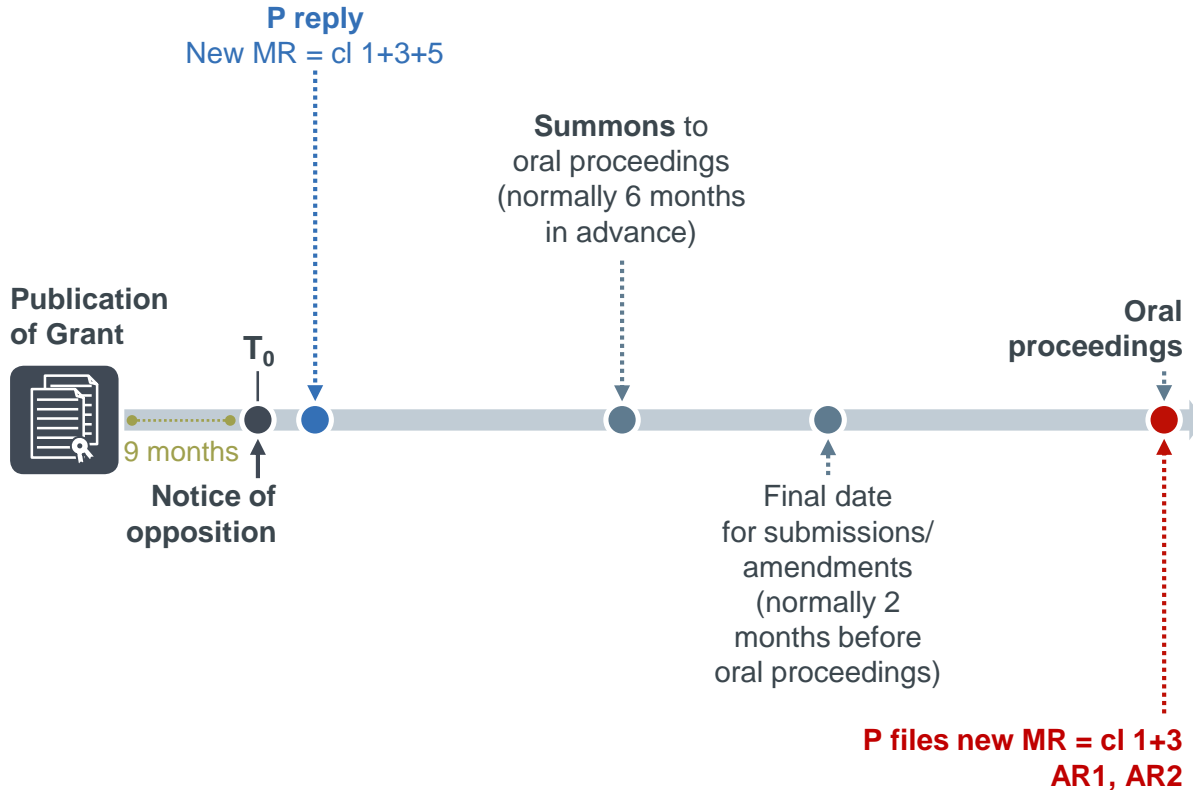 P reply
New MR = cl 1+3+5
Summons to
oral proceedings
(normally 6 months
in advance)
Publication
of Grant
T₀
Oral
proceedings
9 months
Notice of
opposition
Final date
for submissions/
amendments
(normally 2
months before
oral proceedings)
P files new MR = cl 1+3
AR1, AR2